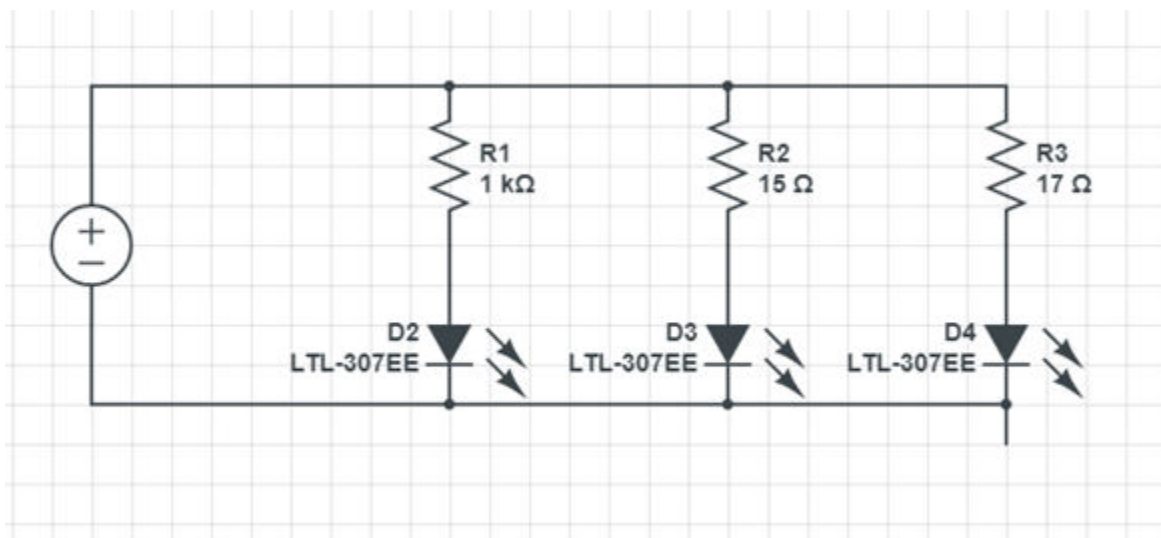 R1
1 kΩ
R2
15 Ω
R3
17 Ω
+
−
D2
LTL-307EE
D3
LTL-307EE
D4
LTL-307EE